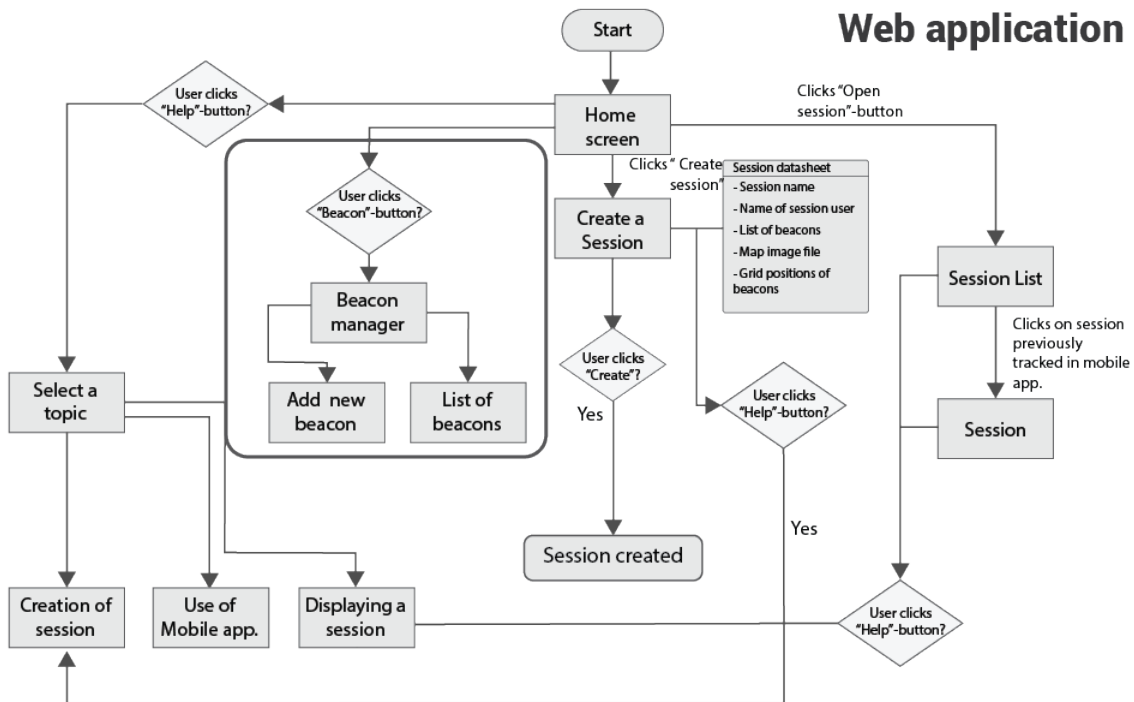 Web application
Start
Home
screen
User clicks
“Help”-button?
Clicks “Open
session”-button
Clicks “ Create
session”
Session datasheet
- Session name
- Name of session user
- List of beacons
- Map image file
- Grid positions of
beacons
User clicks
“Beacon”-button?
Create a
Session
Session List
Beacon
manager
Clicks on session
previously
tracked in mobile
app.
User clicks
“Create”?
Select a
topic
Add new
beacon
List of
beacons
Yes
User clicks
“Help”-button?
Session
Yes
Session created
Creation of
session
Use of
Mobile app.
Displaying a
session
User clicks
“Help”-button?